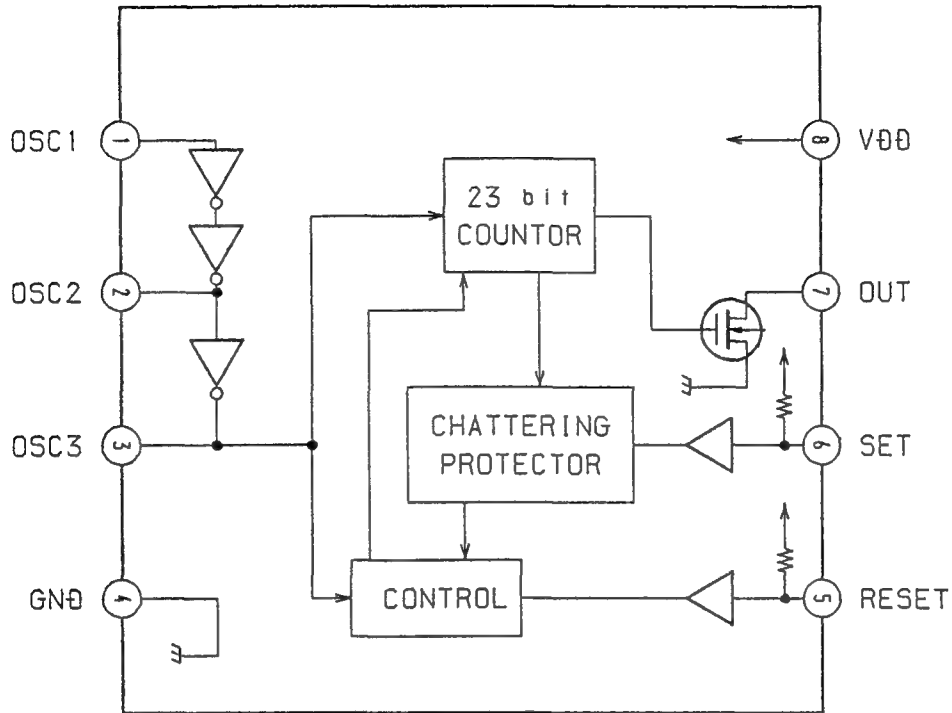 OSC1
1
OSC2
2
OSC3
3
GND
4
23 bit
COUNTOR
CHATTERING
PROTECTOR
CONTROL
8
VDD
7
OUT
6
SET
5
RESET